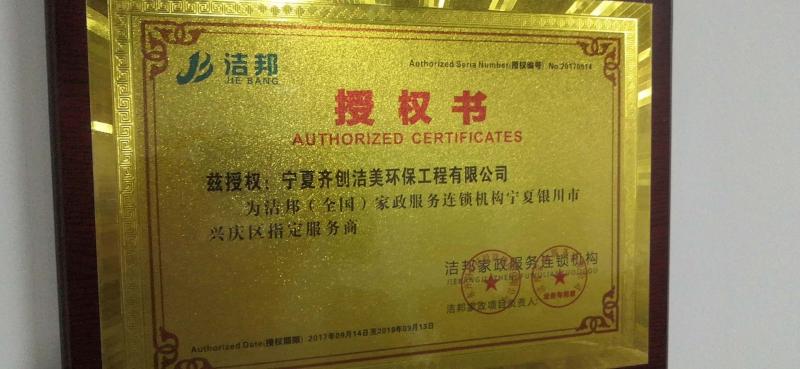 洁邦
JIE BANG
Authorized Seria Number(授权编号) No:20170914
授权书
AUTHORIZED CERTIFICATES
兹授权：宁夏齐创洁美环保工程有限公司
为洁邦（全国）家政服务连锁机构宁夏银川市
兴庆区指定服务商
洁邦家政服务连锁机构
洁邦家政项目负责人:
Authorized Date(授权期限) 2017年09月14日至2018年09月13日